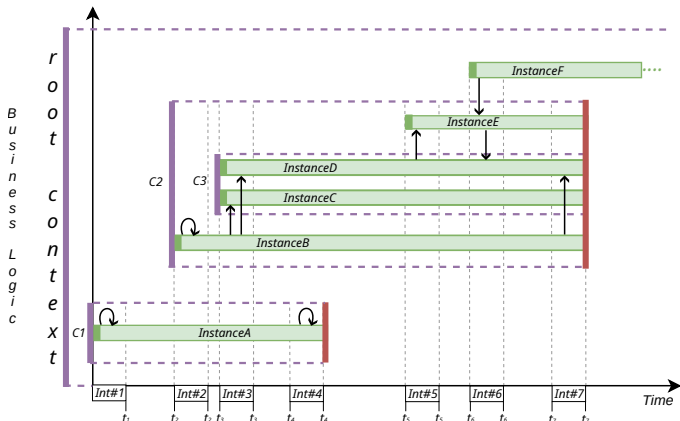 Business Logic
root context
InstanceF
InstanceE
InstanceD
C2
C3
InstanceC
InstanceB
C1
InstanceA
Int#1
Int#2
Int#3
Int#4
Int#5
Int#6
Int#7
Time